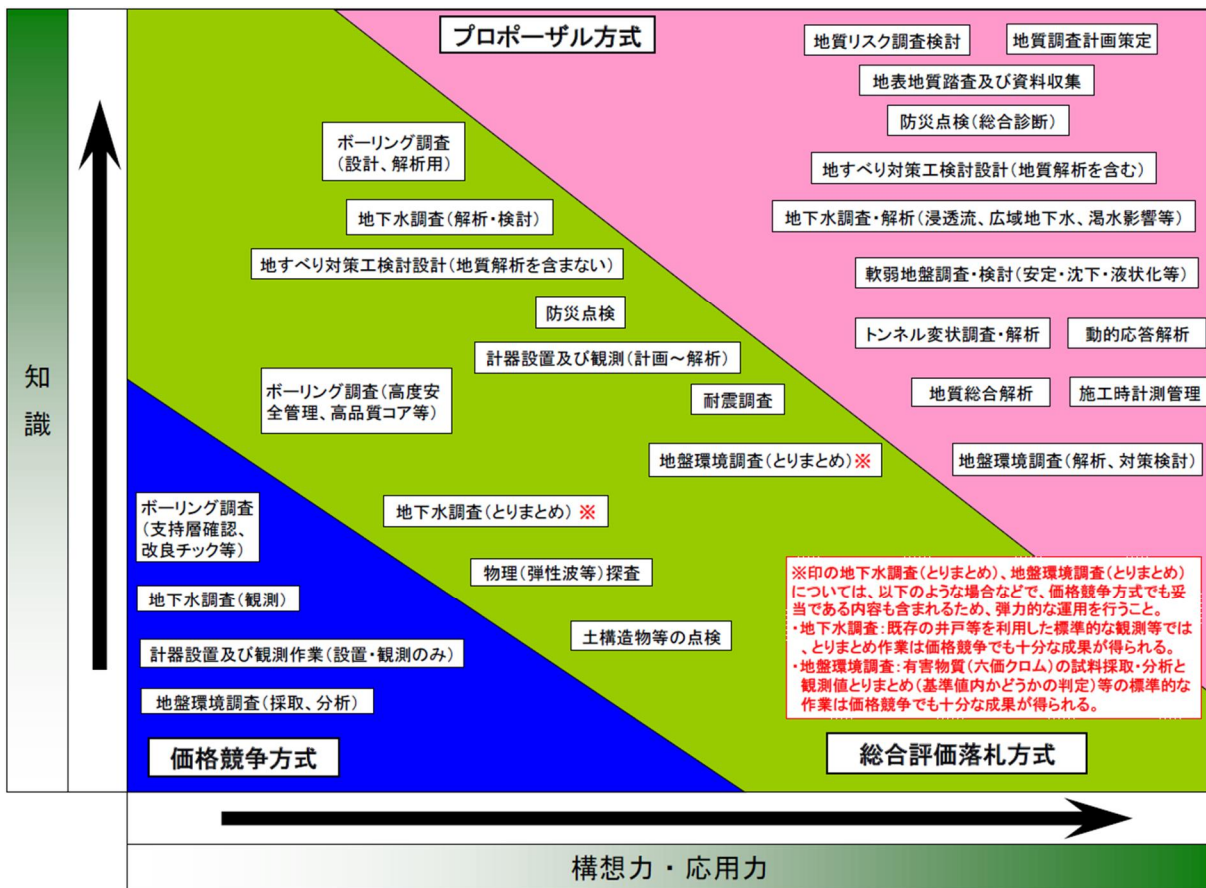 プロポーザル方式
地質リスク調査検討
地質調査計画策定
地表地質踏査及び資料収集
防災点検(総合診断)
地すべり対策工検討設計(地質解析を含む)
地下水調査・解析(浸透流、広域地下水、渇水影響等)
軟弱地盤調査・検討(安定・沈下・液状化等)
トンネル変状調査・解析
動的応答解析
地質総合解析
施工時計測管理
地盤環境調査(解析、対策検討)
ボーリング調査
(設計、解析用)
地下水調査(解析・検討)
地すべり対策工検討設計(地質解析を含まない)
防災点検
計器設置及び観測(計画～解析)
ボーリング調査(高度安
全管理、高品質コア等)
耐震調査
地盤環境調査(とりまとめ)※
地下水調査(とりまとめ)※
物理(弾性波等)探査
土構造物等の点検
総合評価落札方式
※印の地下水調査(とりまとめ)、地盤環境調査(とりまとめ)
については、以下のような場合などで、価格競争方式でも妥
当である内容も含まれるため、弾力的な運用を行うこと。
・地下水調査:既存の井戸等を利用した標準的な観測等では
、とりまとめ作業は価格競争でも十分な成果が得られる。
・地盤環境調査:有害物質(六価クロム)の試料採取・分析と
観測値とりまとめ(基準値内かどうかの判定)等の標準的な
作業は価格競争でも十分な成果が得られる。
ボーリング調査
(支持層確認、
改良チック等)
地下水調査(観測)
計器設置及び観測作業(設置・観測のみ)
地盤環境調査(採取、分析)
価格競争方式
知識
構想力・応用力